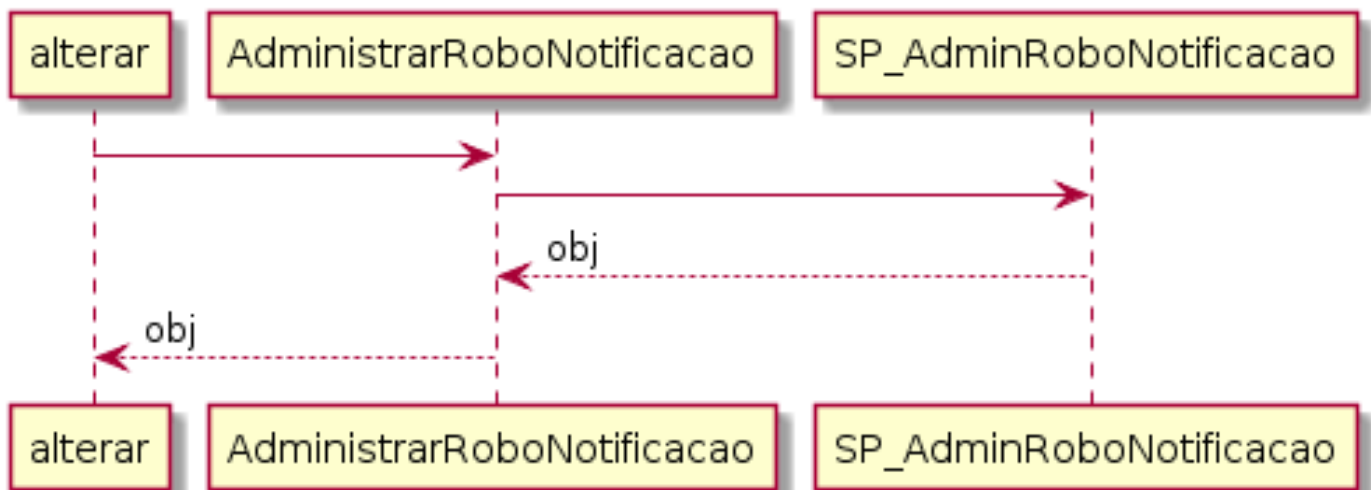 alterar
AdministrarRoboNotificacao
SP_AdminRoboNotificacao
obj
obj
alterar
AdministrarRoboNotificacao
SP_AdminRoboNotificacao